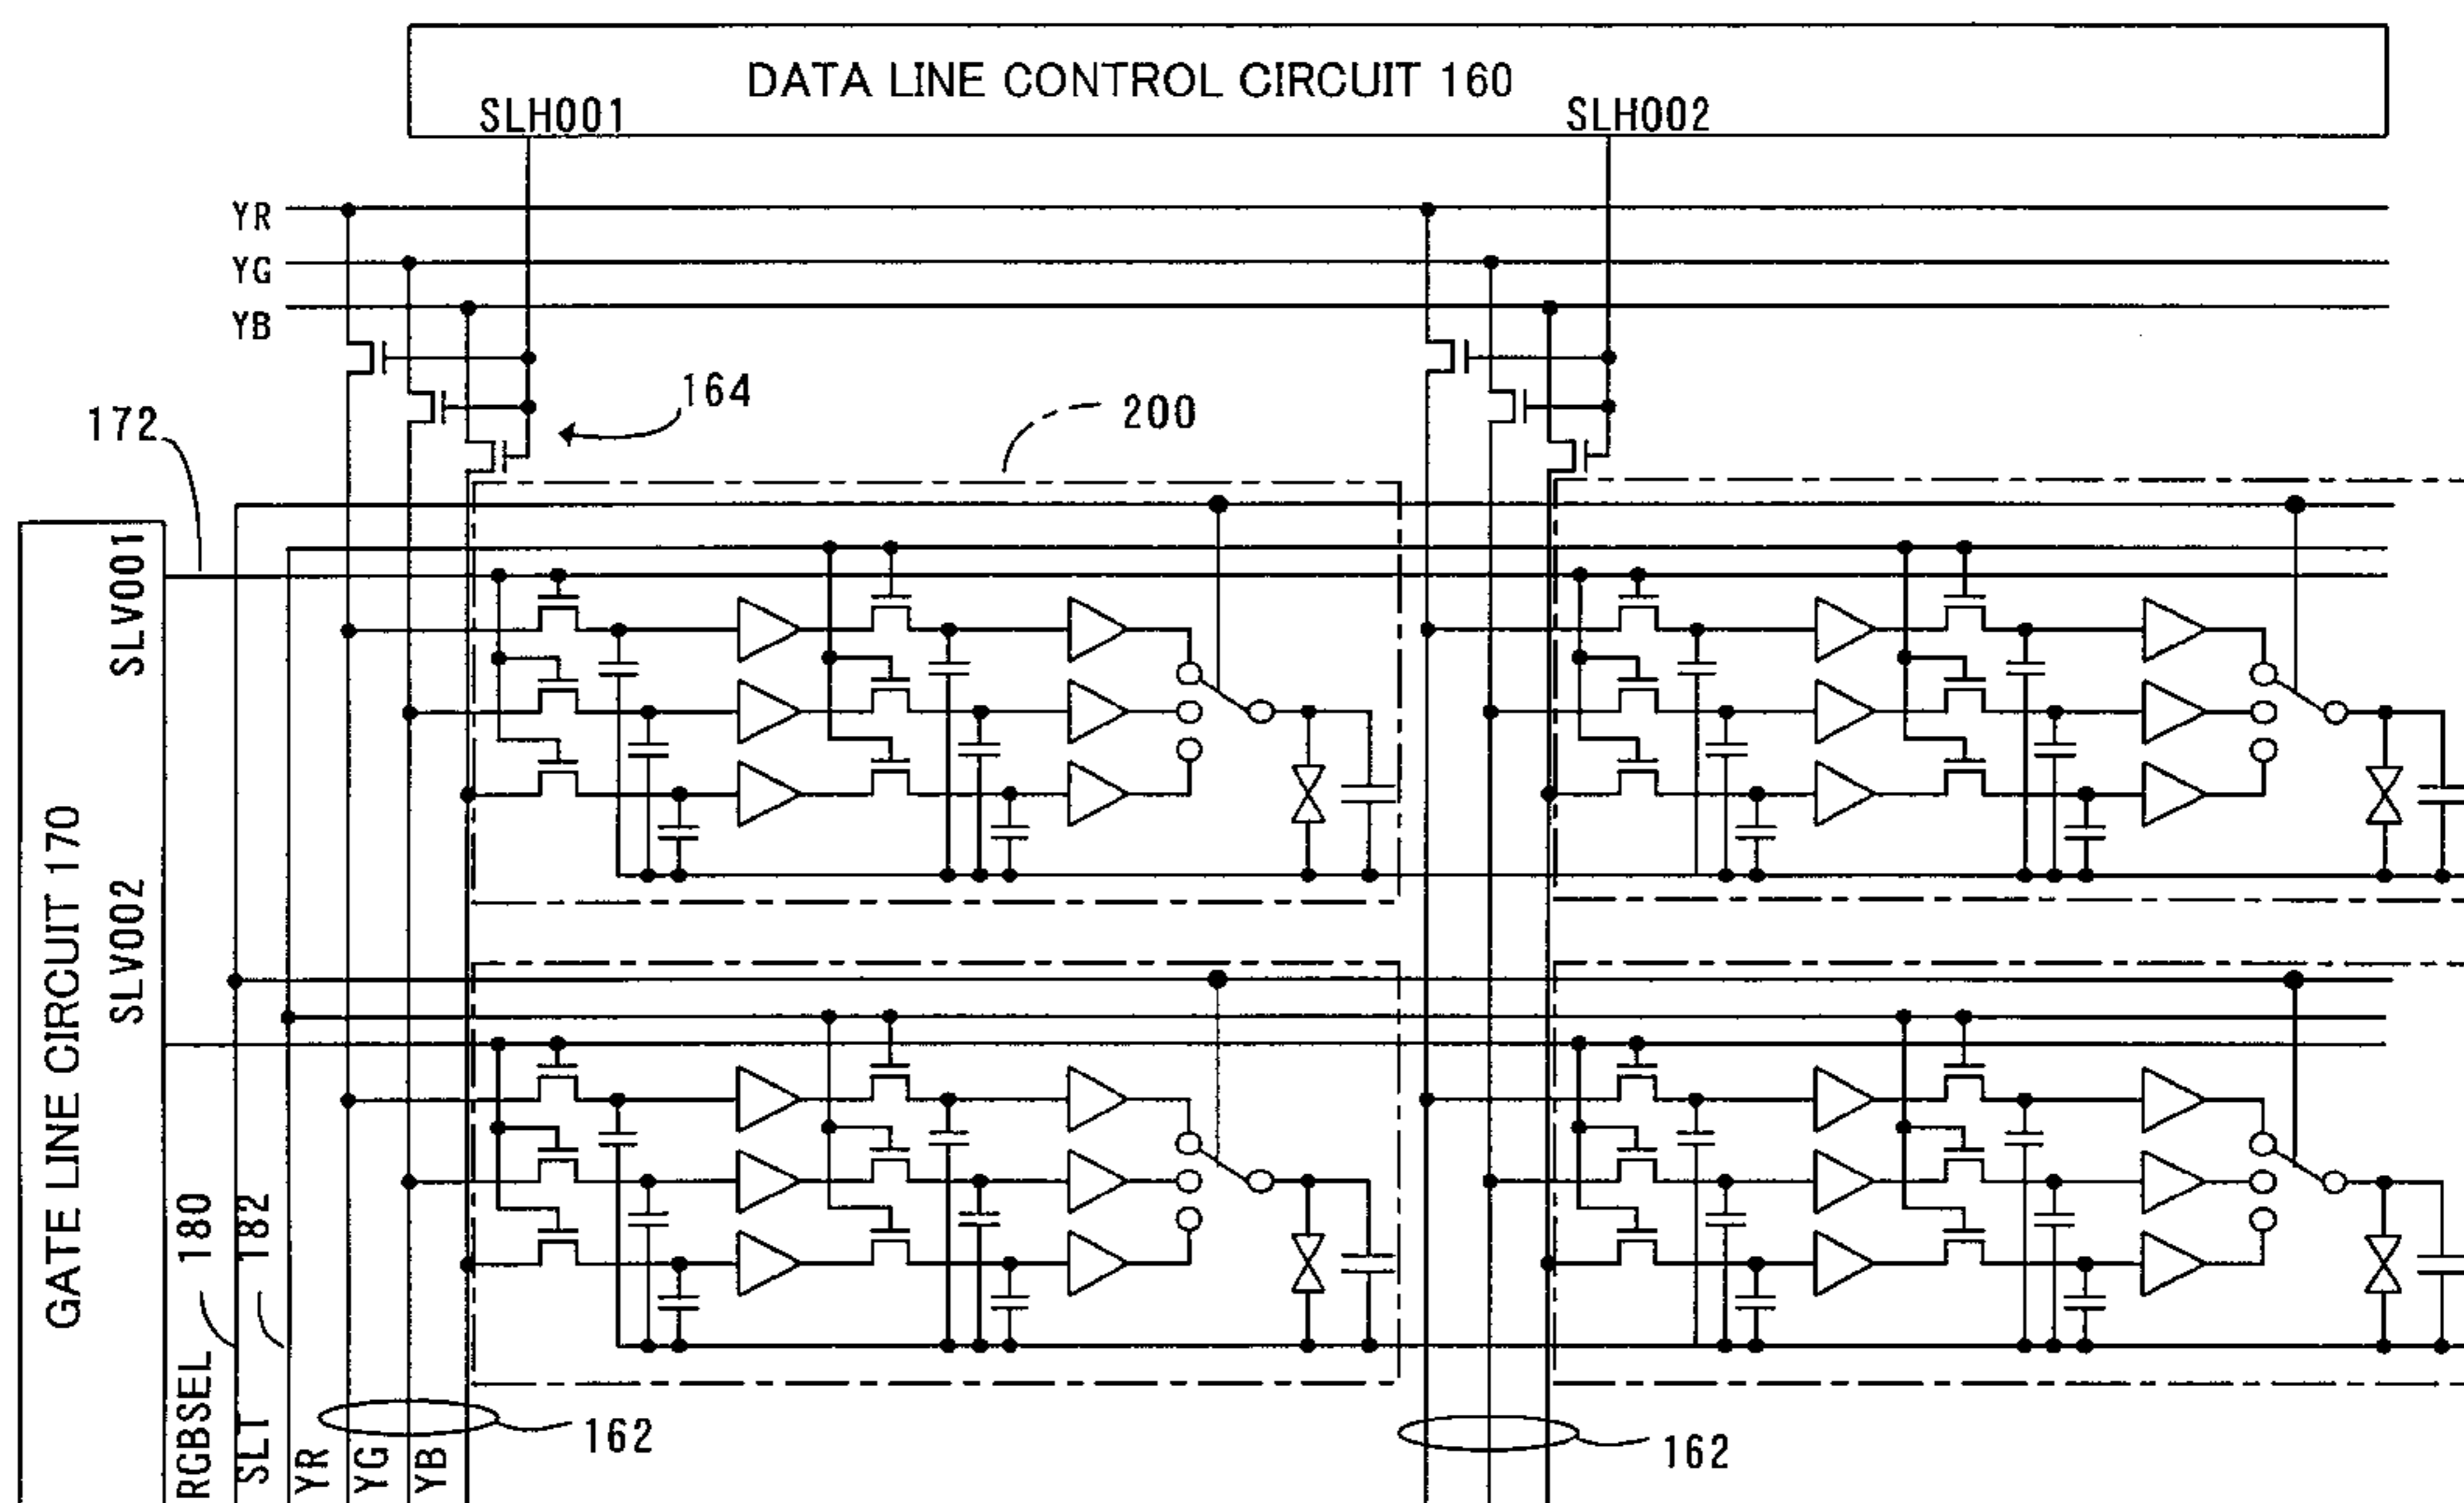 DATA LINE CONTROL CIRCUIT 160
SLH001
SLH002
YR
YG
YB
164
200
172
SLV001
SLV002
GATE LINE CIRCUIT 170
180
182
RGBSEL
SLT
YR
YG
YB
162
162